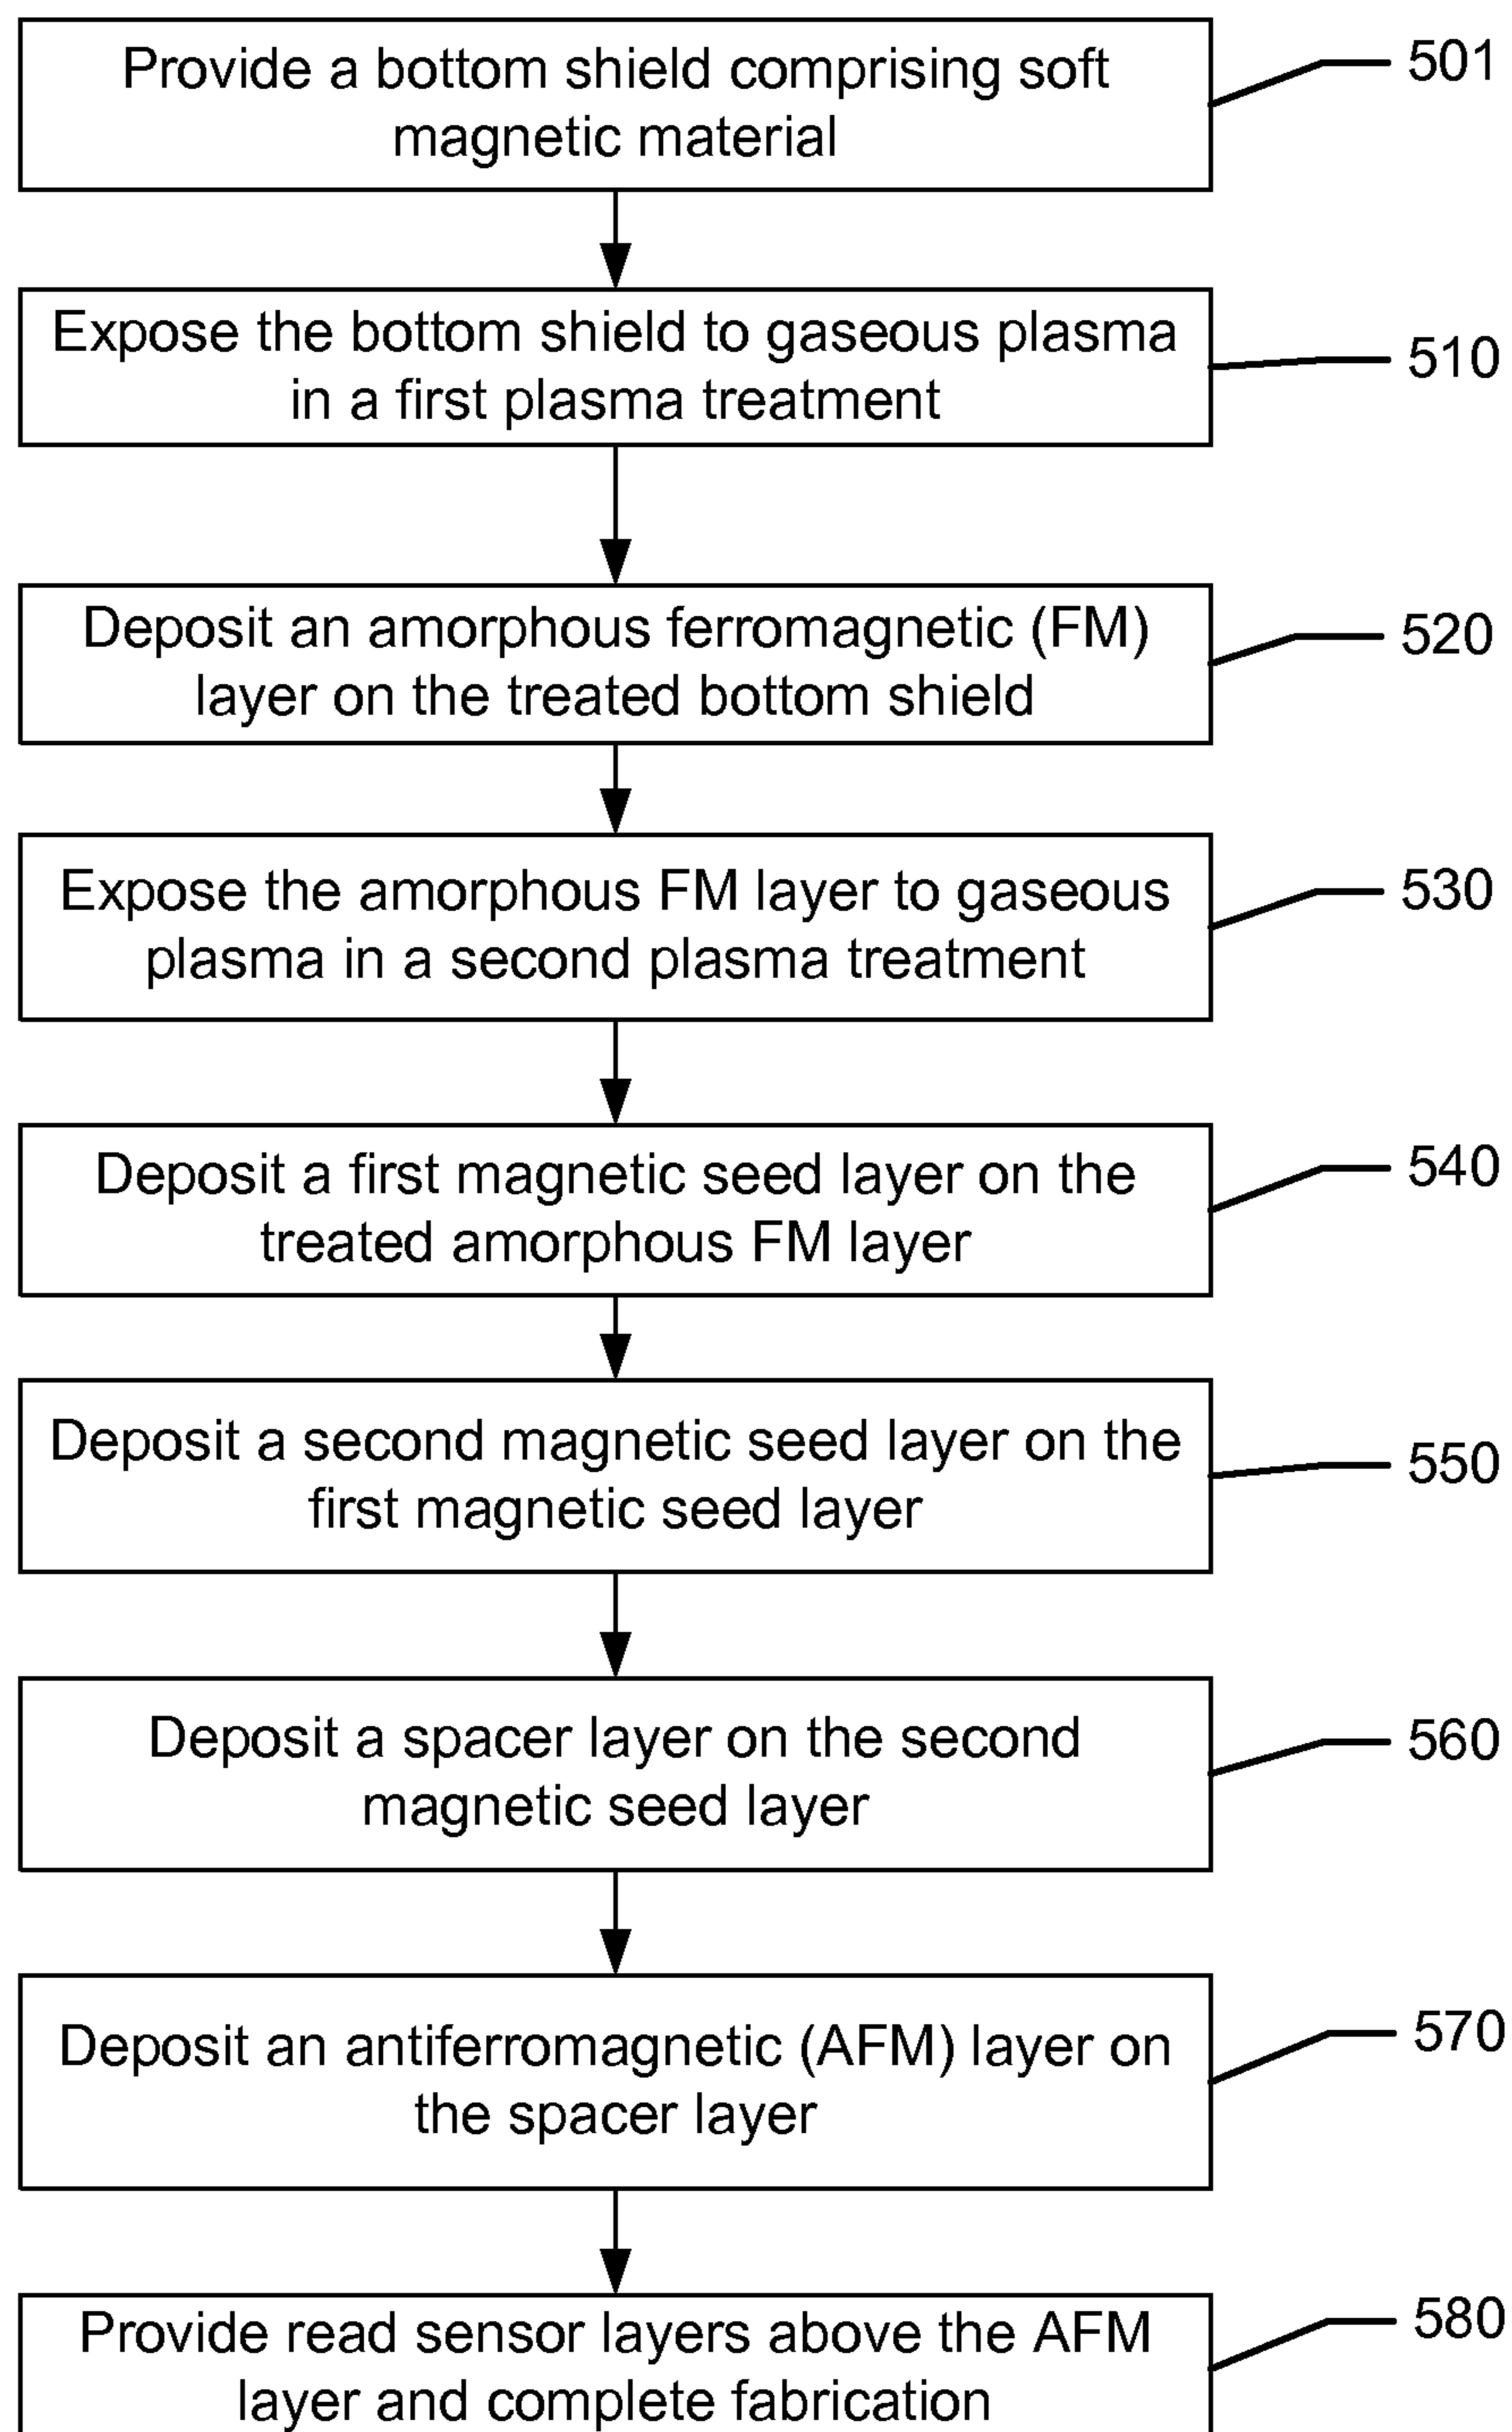 Provide a bottom shield comprising soft
magnetic material
501
Expose the bottom shield to gaseous plasma
in a first plasma treatment
510
Deposit an amorphous ferromagnetic (FM)
layer on the treated bottom shield
520
Expose the amorphous FM layer to gaseous
plasma in a second plasma treatment
530
Deposit a first magnetic seed layer on the
treated amorphous FM layer
540
Deposit a second magnetic seed layer on the
first magnetic seed layer
550
Deposit a spacer layer on the second
magnetic seed layer
560
Deposit an antiferromagnetic (AFM) layer on
the spacer layer
570
Provide read sensor layers above the AFM
layer and complete fabrication
580